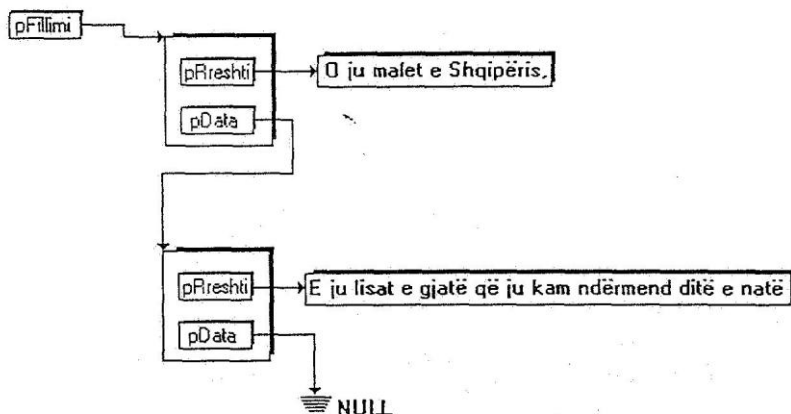 pFillimi
pRreshti
O ju malet e Shqipëris,
pData
pRreshti
E ju lisat e gjatë që ju kam ndërmend ditë e natë
pData
NULL